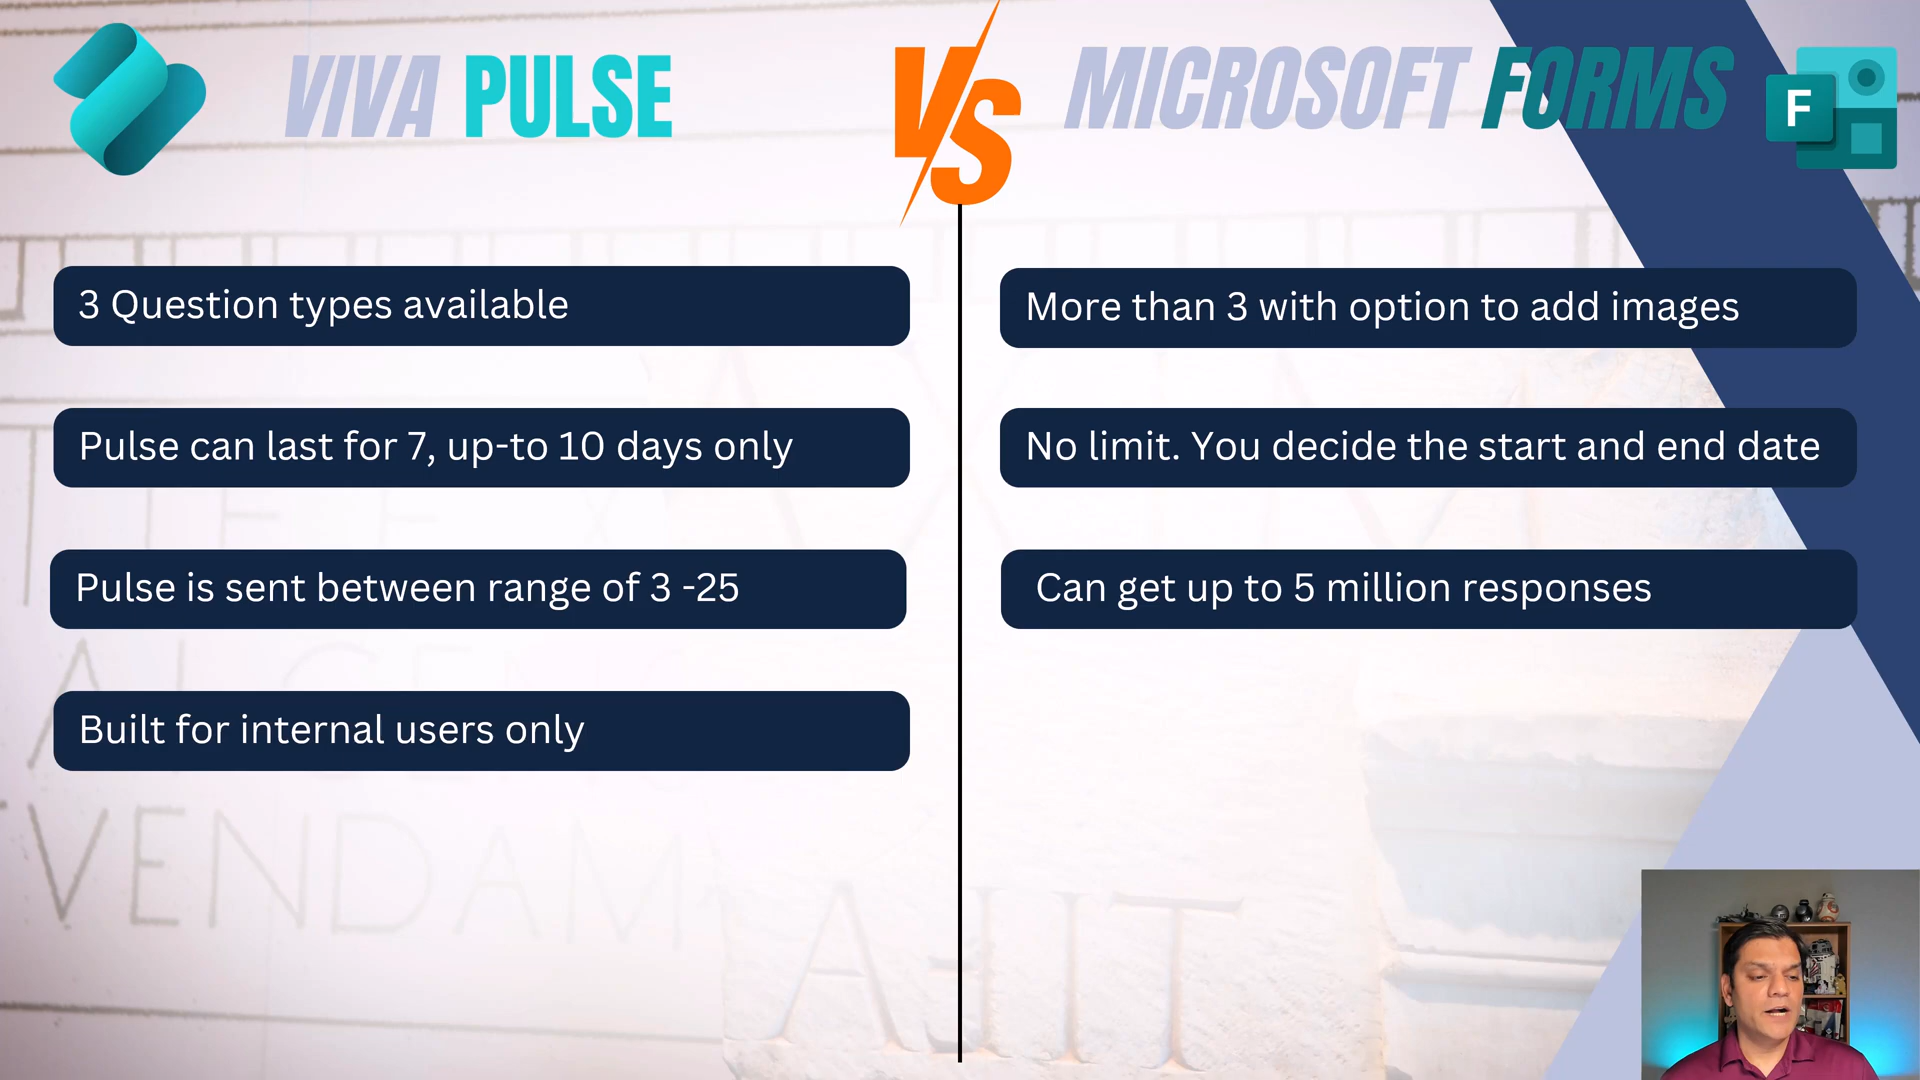 VIVA PULSE
VS
MICROSOFT FORMS
F
3 Question types available
More than 3 with option to add images
Pulse can last for 7, up-to 10 days only
No limit. You decide the start and end date
Pulse is sent between range of 3 -25
Can get up to 5 million responses
Built for internal users only
VENDAM